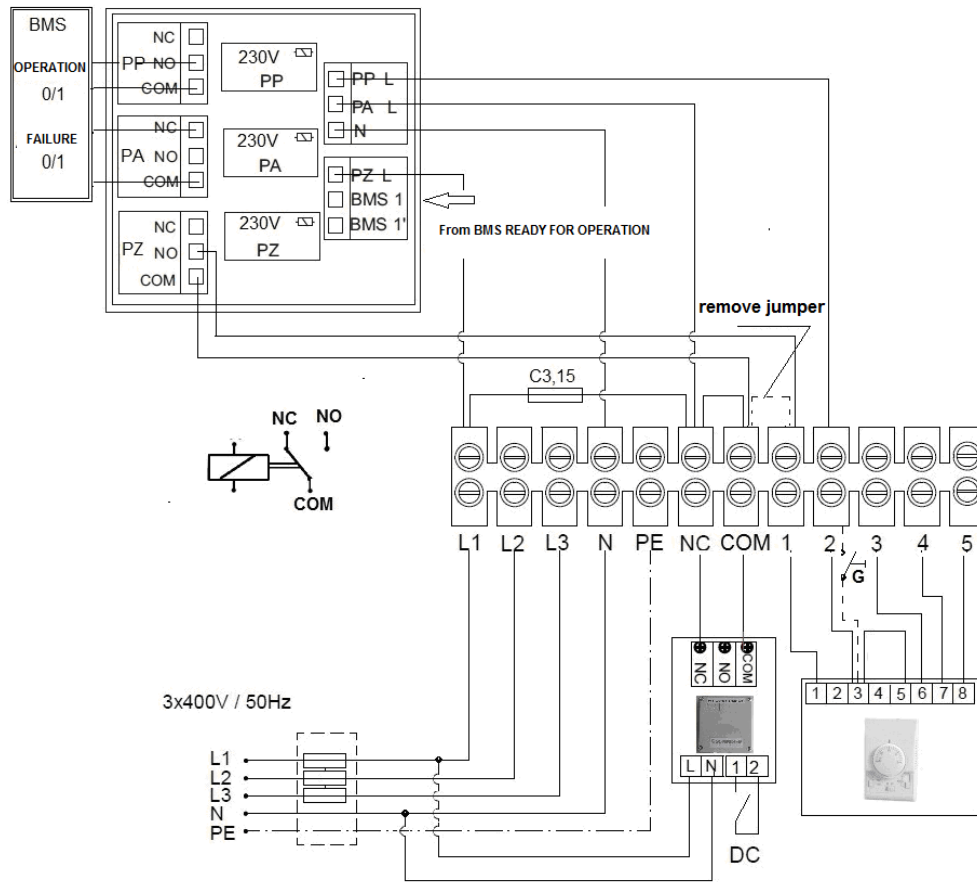 BMS
OPERATION
0/1
FAILURE
0/1
NC
PP NO
COM
NC
PA NO
COM
NC
PZ NO
COM
230V
PP
230V
PA
230V
PZ
PP L
PA L
N
PZ L
BMS 1
BMS 1'
From BMS READY FOR OPERATION
remove jumper
C3,15
NC NO
COM
L1 L2 L3 N PE NC COM 1 2 3 4 5
G
NC NO COM
L N 1 2
DC
1 2 3 4 5 6 7 8
3x400V / 50Hz
L1
L2
L3
N
PE